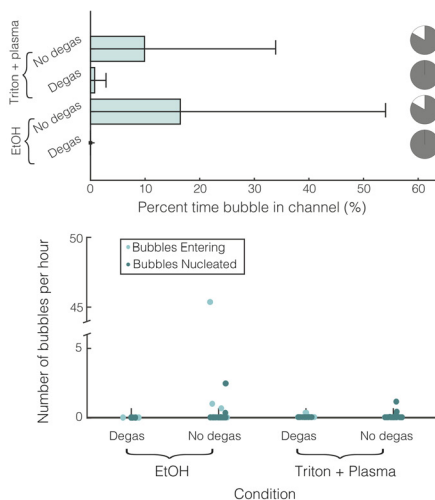 No degas
Triton + plasma
Degas
No degas
EtOH
Degas
0 10 20 30 40 50 60
Percent time bubble in channel (%)
50
Bubbles Entering
Bubbles Nucleated
45
Number of bubbles per hour
5
0
Degas No degas Degas No degas
EtOH Triton + Plasma
Condition